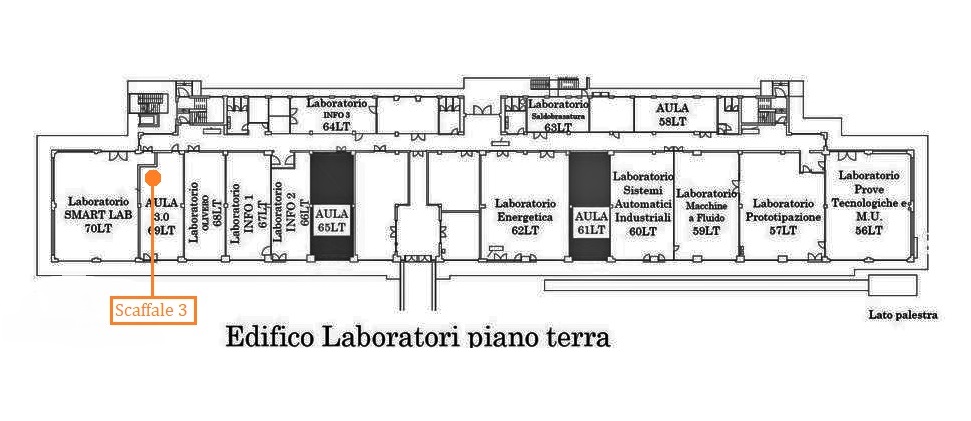 Laboratorio
INFO 3
64LT
Laboratorio
Saldobrasatura
63LT
AULA
58LT
Laboratorio
SMART LAB
70LT
AULA
3.0
69LT
Laboratorio
OLIVERO
68LT
Laboratorio
INFO 1
67LT
Laboratorio
INFO 2
66LT
AULA
65LT
Laboratorio
Energetica
62LT
AULA
61LT
Laboratorio
Sistemi
Automatici
Industriali
60LT
Laboratorio
Macchine
a Fluido
59LT
Laboratorio
Prototipazione
57LT
Laboratorio
Prove
Tecnologiche e
M.U.
56LT
Scaffale 3
Lato palestra
Edifico Laboratori piano terra